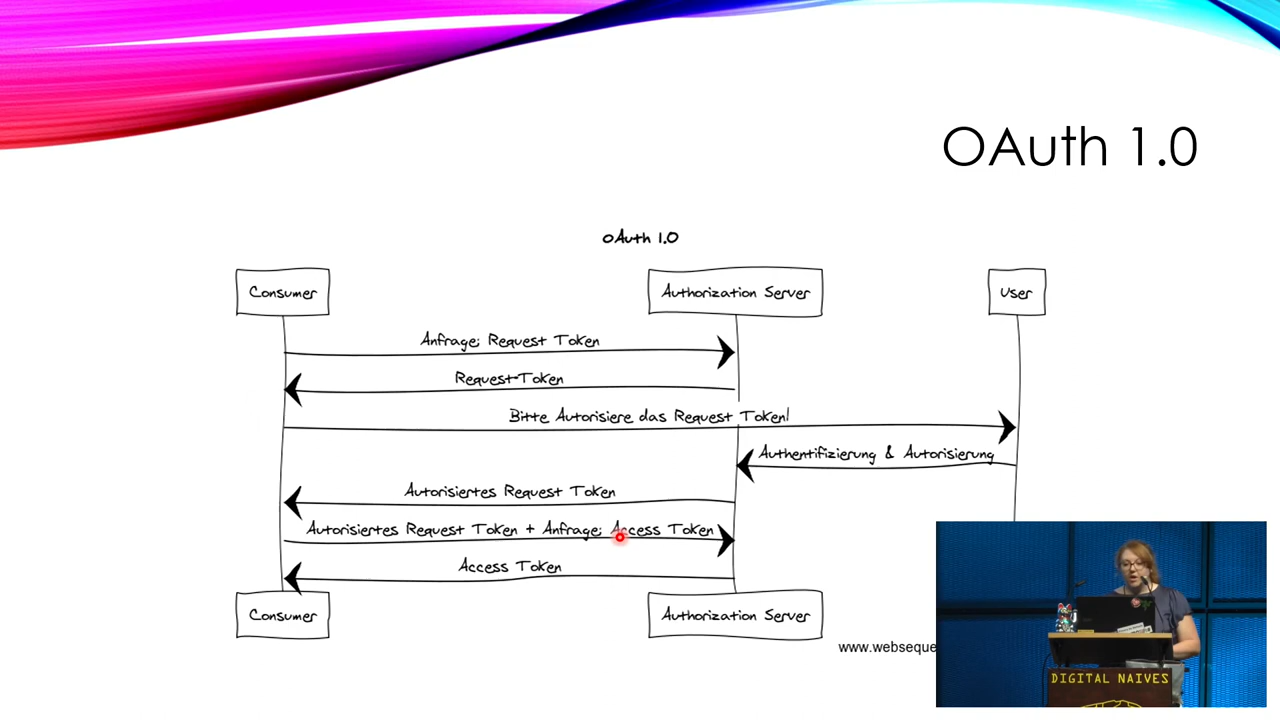 OAuth 1.0
oAuth 1.0
Consumer
Authorization Server
User
Anfrage: Request Token
Request-Token
Bitte Autorisiere das Request Token!
Authentifizierung & Autorisierung
Autorisiertes Request Token
Autorisiertes Request Token + Anfrage: Access Token
Access Token
Consumer
Authorization Server
www.webseque
DIGITAL NAIVES